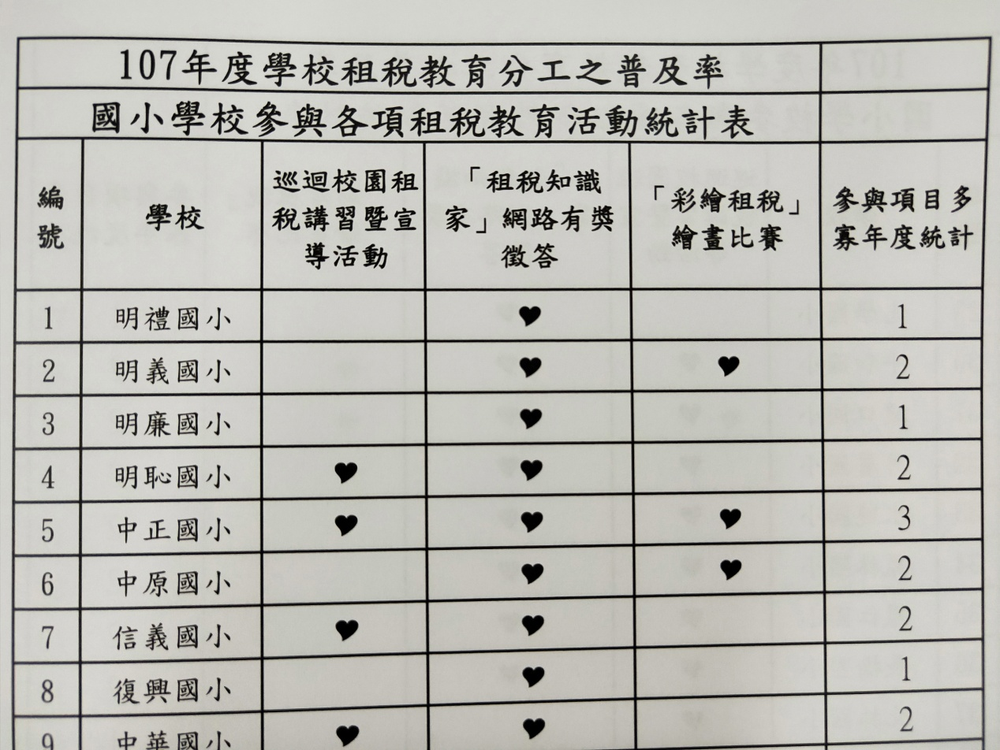 107年度學校租稅教育分工之普及率
國小學校參與各項租稅教育活動統計表
編號 學校 巡迴校園租稅講習暨宣導活動 「租稅知識家」網路有獎徵答 「彩繪租稅」繪畫比賽 參與項目多寡年度統計
1 明禮國小 ♥ 1
2 明義國小 ♥ ♥ 2
3 明廉國小 ♥ 1
4 明恥國小 ♥ ♥ 2
5 中正國小 ♥ ♥ ♥ 3
6 中原國小 ♥ ♥ 2
7 信義國小 ♥ ♥ 2
8 復興國小 ♥ 1
9 中華國小 ♥ ♥ 2